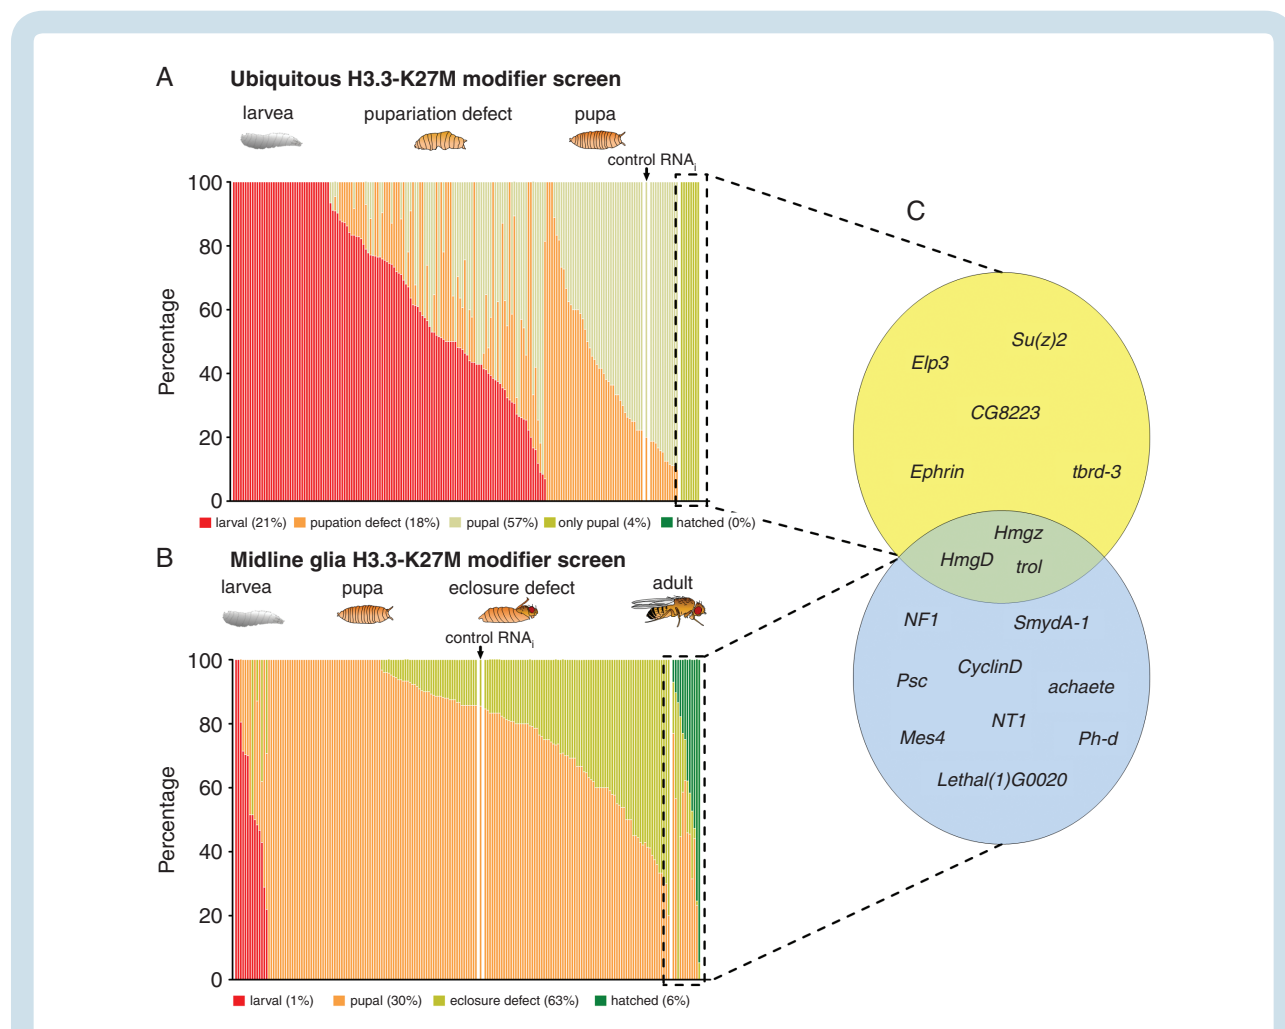 A
Ubiquitous H3.3-K27M modifier screen
larvea
pupariation defect
pupa
control RNAi
100
80
60
40
20
0
Percentage
larval (21%)
pupation defect (18%)
pupal (57%)
only pupal (4%)
hatched (0%)
B
Midline glia H3.3-K27M modifier screen
larvea
pupa
eclosure defect
adult
control RNAi
100
80
60
40
20
0
Percentage
larval (1%)
pupal (30%)
eclosure defect (63%)
hatched (6%)
C
Su(z)2
Elp3
CG8223
Ephrin
tbrd-3
Hmgz
HmgD
trol
NF1
SmydA-1
CyclinD
Psc
achaete
NT1
Mes4
Ph-d
Lethal(1)G0020